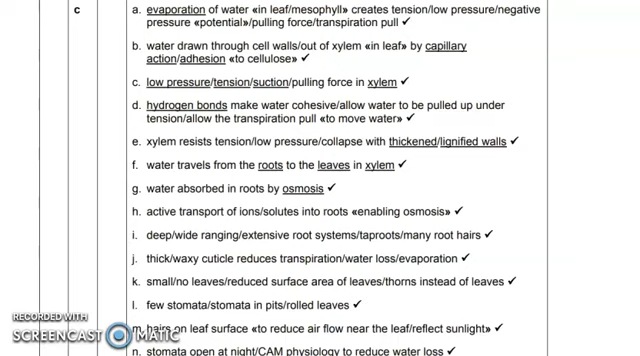 c
a. evaporation of water «in leaf/mesophyll» creates tension/low pressure/negative
pressure «potential»/pulling force/transpiration pull ✓
b. water drawn through cell walls/out of xylem «in leaf» by capillary
action/adhesion «to cellulose» ✓
c. low pressure/tension/suction/pulling force in xylem ✓
d. hydrogen bonds make water cohesive/allow water to be pulled up under
tension/allow the transpiration pull «to move water» ✓
e. xylem resists tension/low pressure/collapse with thickened/lignified walls ✓
f. water travels from the roots to the leaves in xylem ✓
g. water absorbed in roots by osmosis ✓
h. active transport of ions/solutes into roots «enabling osmosis» ✓
i. deep/wide ranging/extensive root systems/taproots/many root hairs ✓
j. thick/waxy cuticle reduces transpiration/water loss/evaporation ✓
k. small/no leaves/reduced surface area of leaves/thorns instead of leaves ✓
l. few stomata/stomata in pits/rolled leaves ✓
m. hairs on leaf surface «to reduce air flow near the leaf/reflect sunlight» ✓
n. stomata open at night/CAM physiology to reduce water loss ✓
RECORDED WITH
SCREENCAST MATIC